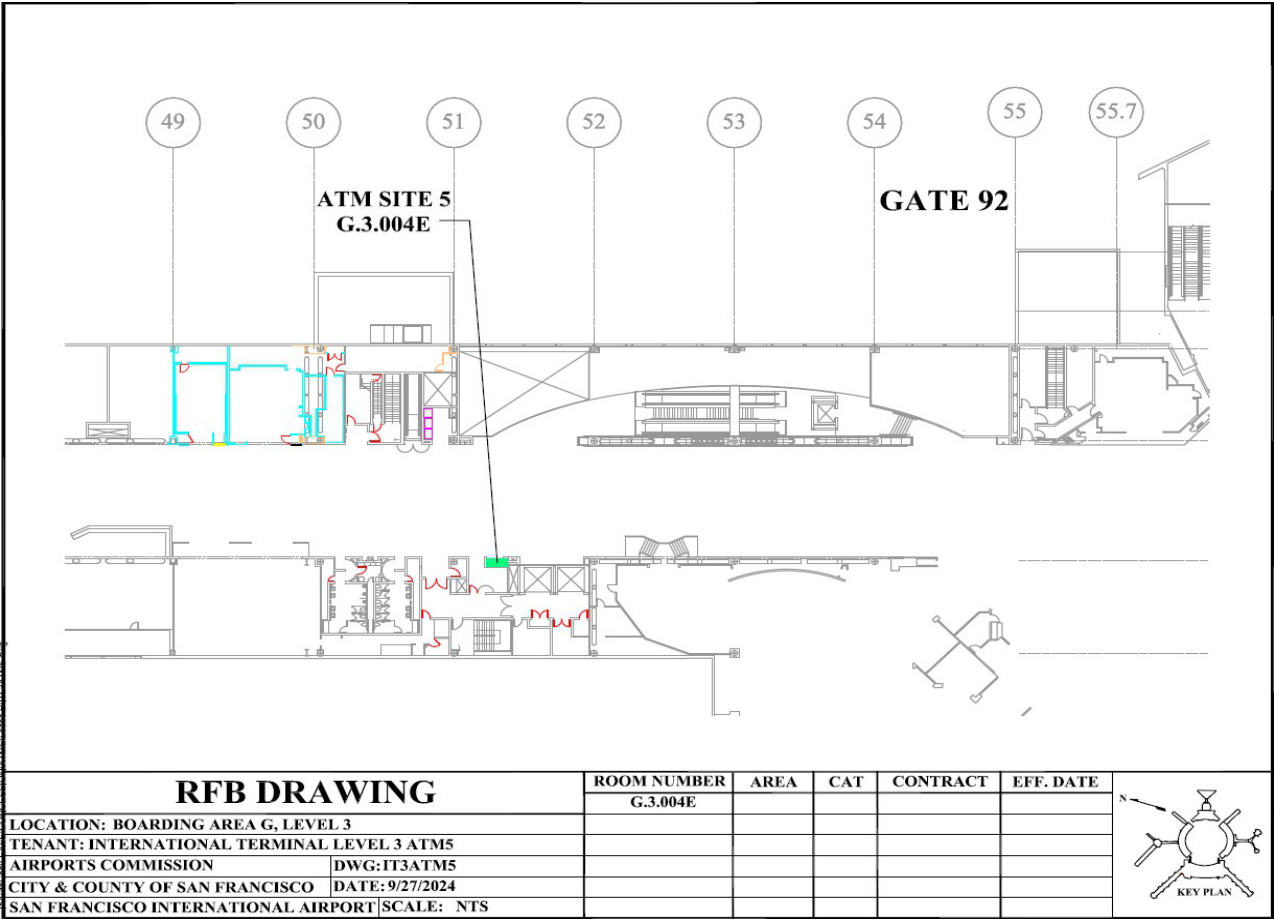 49 50 51 52 53 54 55 55.7
ATM SITE 5
G.3.004E
GATE 92
RFB DRAWING
LOCATION: BOARDING AREA G, LEVEL 3
TENANT: INTERNATIONAL TERMINAL LEVEL 3 ATM5
AIRPORTS COMMISSION DWG:IT3ATM5
CITY & COUNTY OF SAN FRANCISCO DATE: 9/27/2024
SAN FRANCISCO INTERNATIONAL AIRPORT SCALE: NTS
ROOM NUMBER AREA CAT CONTRACT EFF. DATE
G.3.004E
N
KEY PLAN